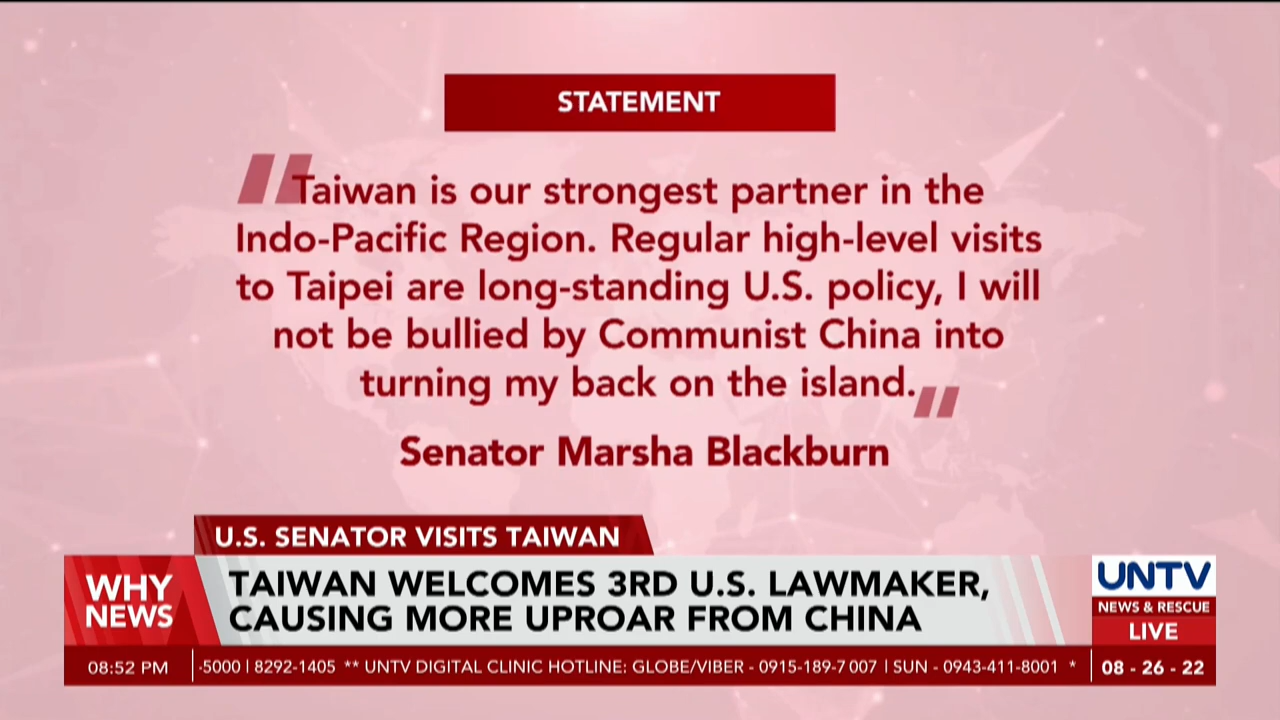 STATEMENT
"Taiwan is our strongest partner in the
Indo-Pacific Region. Regular high-level visits
to Taipei are long-standing U.S. policy, I will
not be bullied by Communist China into
turning my back on the island."
Senator Marsha Blackburn
U.S. SENATOR VISITS TAIWAN
WHY
NEWS
TAIWAN WELCOMES 3RD U.S. LAWMAKER,
CAUSING MORE UPROAR FROM CHINA
UNTV
NEWS & RESCUE
LIVE
08:52 PM
-5000 | 8292-1405 ** UNTV DIGITAL CLINIC HOTLINE: GLOBE/VIBER - 0915-189-7007 | SUN - 0943-411-8001 *
08 - 26 - 22